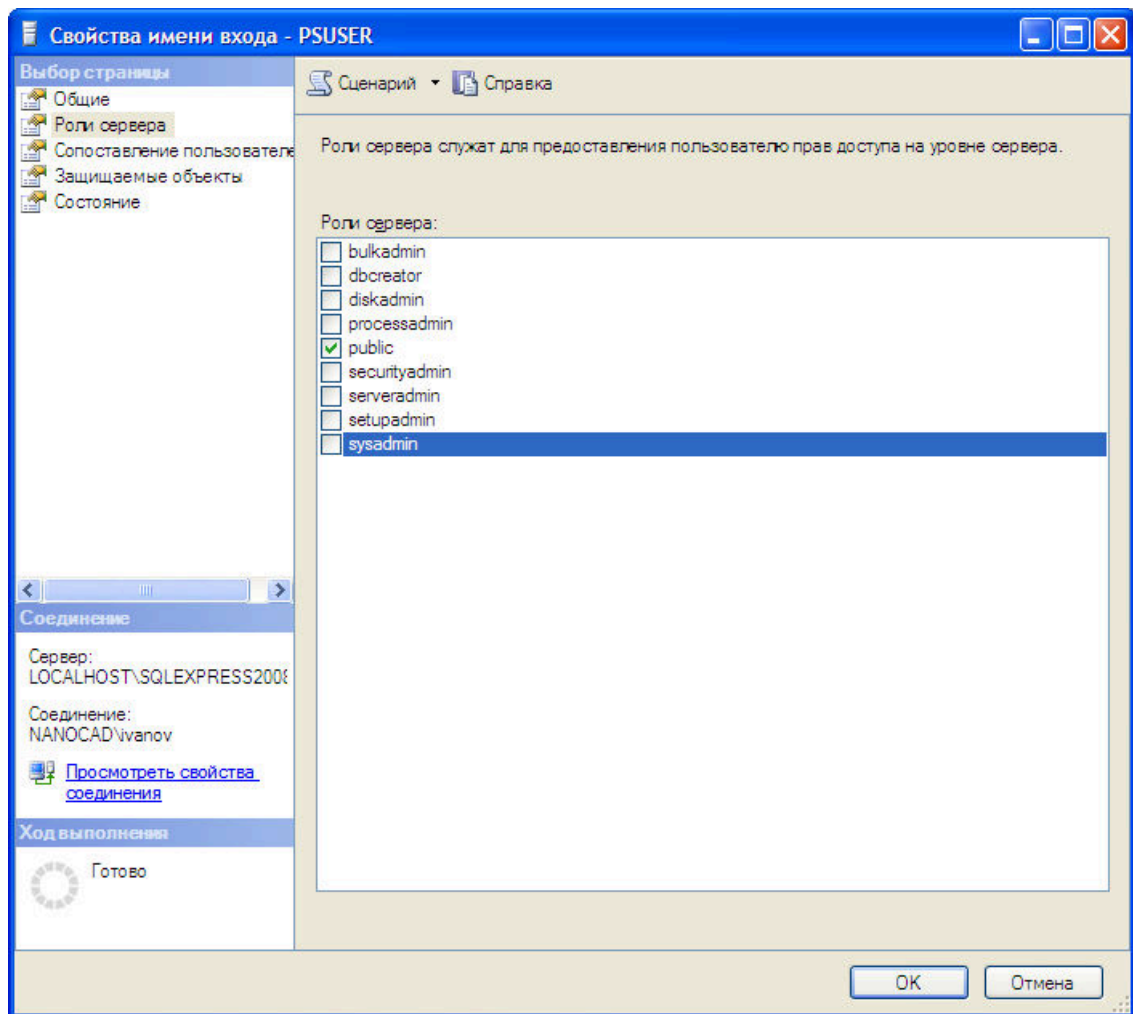 Свойства имени входа - PSUSER
Выбор страницы
Общие
Роли сервера
Сопоставление пользователе
Защищаемые объекты
Состояние
Соединение
Сервер:
LOCALHOST\SQLEXPRESS2008
Соединение:
NANOCAD\ivanov
Просмотреть свойства
соединения
Ход выполнения
Готово
Сценарий
Справка
Роли сервера служат для предоставления пользователю прав доступа на уровне сервера.
Роли сервера:
bulkadmin
dbcreator
diskadmin
processadmin
public
securityadmin
serveradmin
setupadmin
sysadmin
OK
Отмена